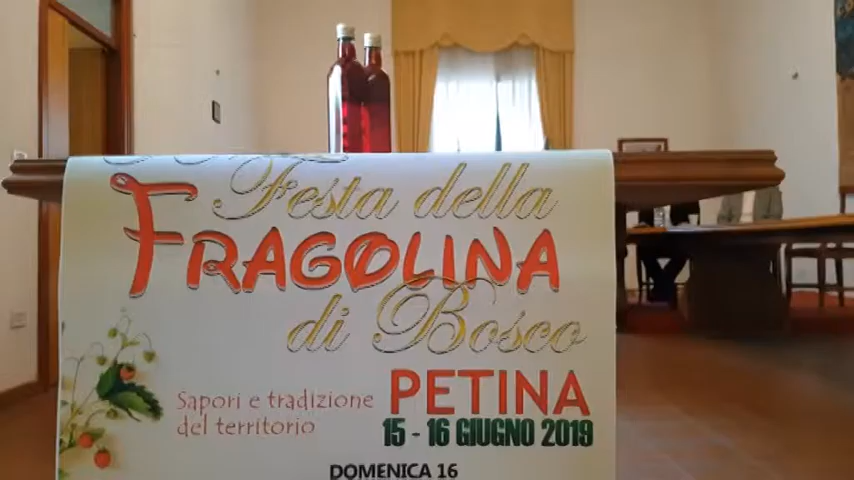 Festa della
FRAGOLINA
di Bosco
Sapori e tradizione
del territorio
PETINA
15 - 16 GIUGNO 2019
DOMENICA 16